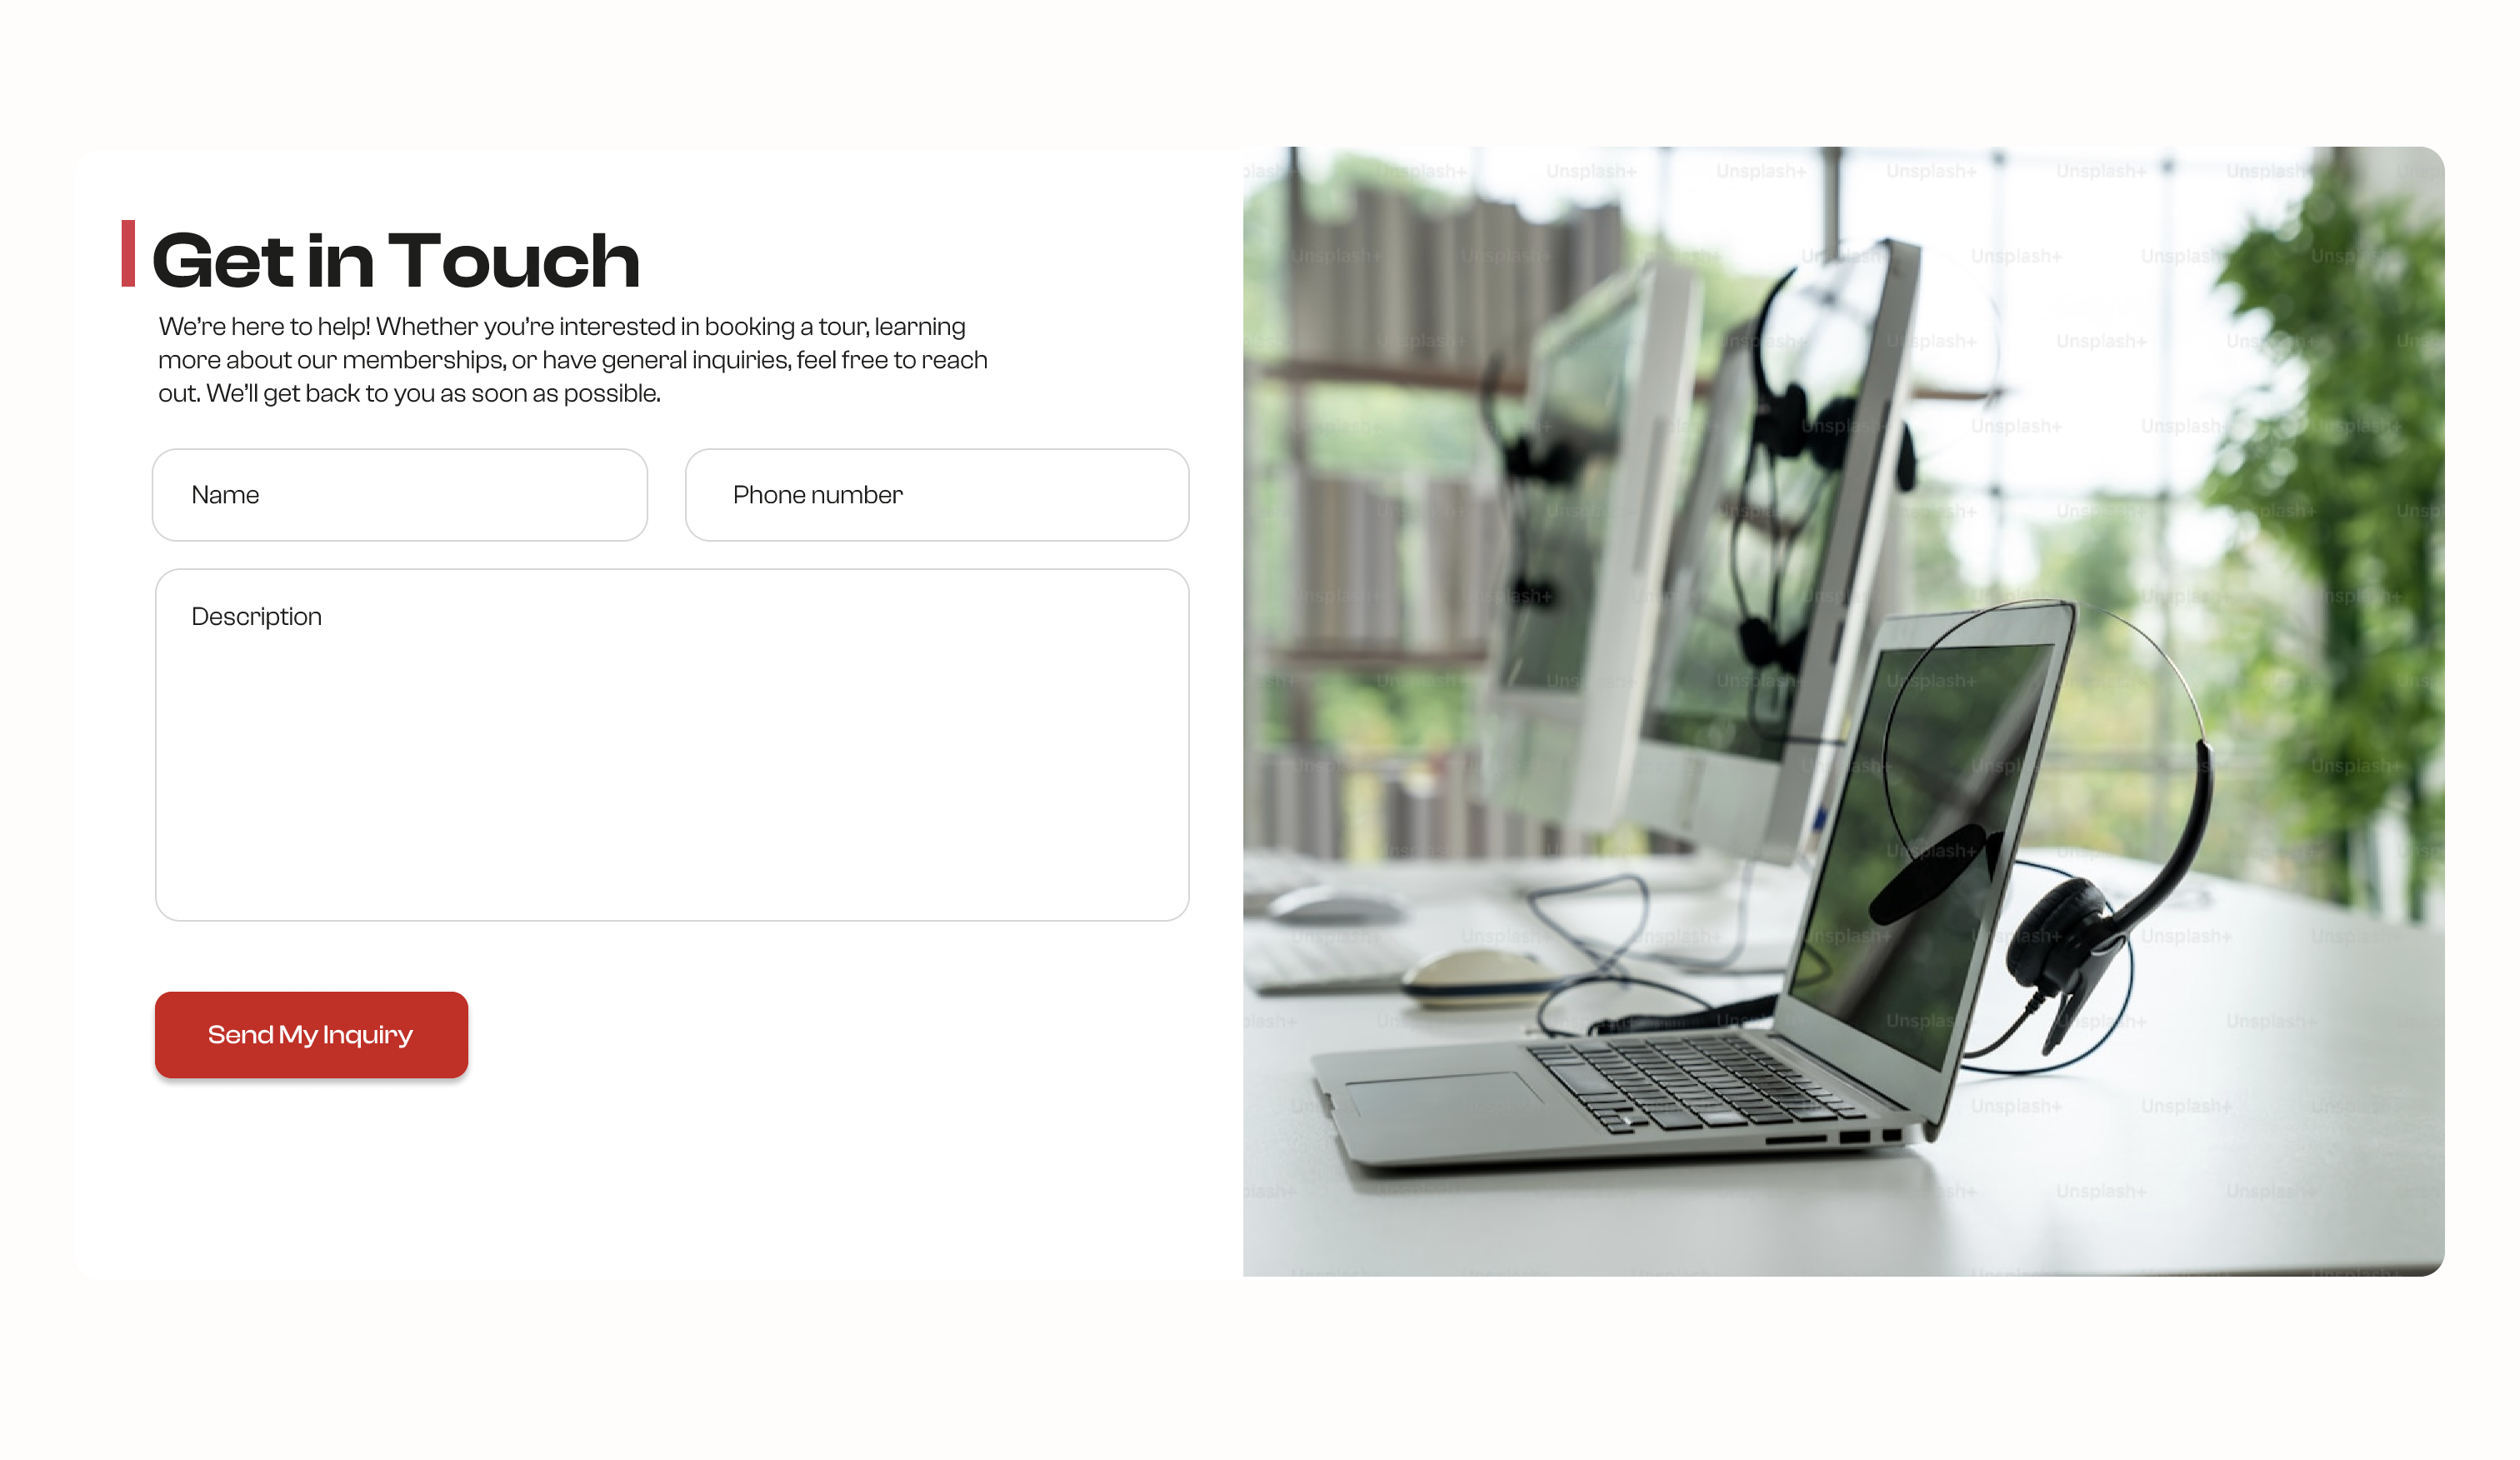 Get in Touch
We’re here to help! Whether you’re interested in booking a tour, learning
more about our memberships, or have general inquiries, feel free to reach
out. We’ll get back to you as soon as possible.
Name
Phone number
Description
Send My Inquiry
Unsplash+